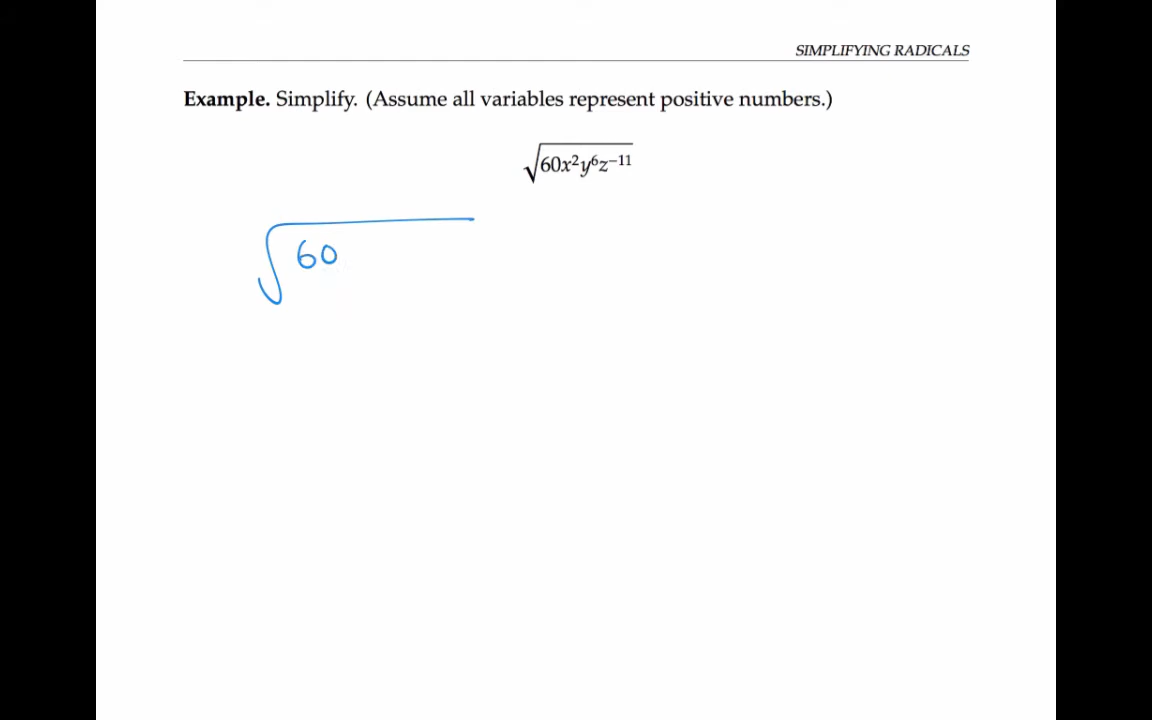 SIMPLIFYING RADICALS
Example. Simplify. (Assume all variables represent positive numbers.)
√60x²y⁶z⁻¹¹
√60